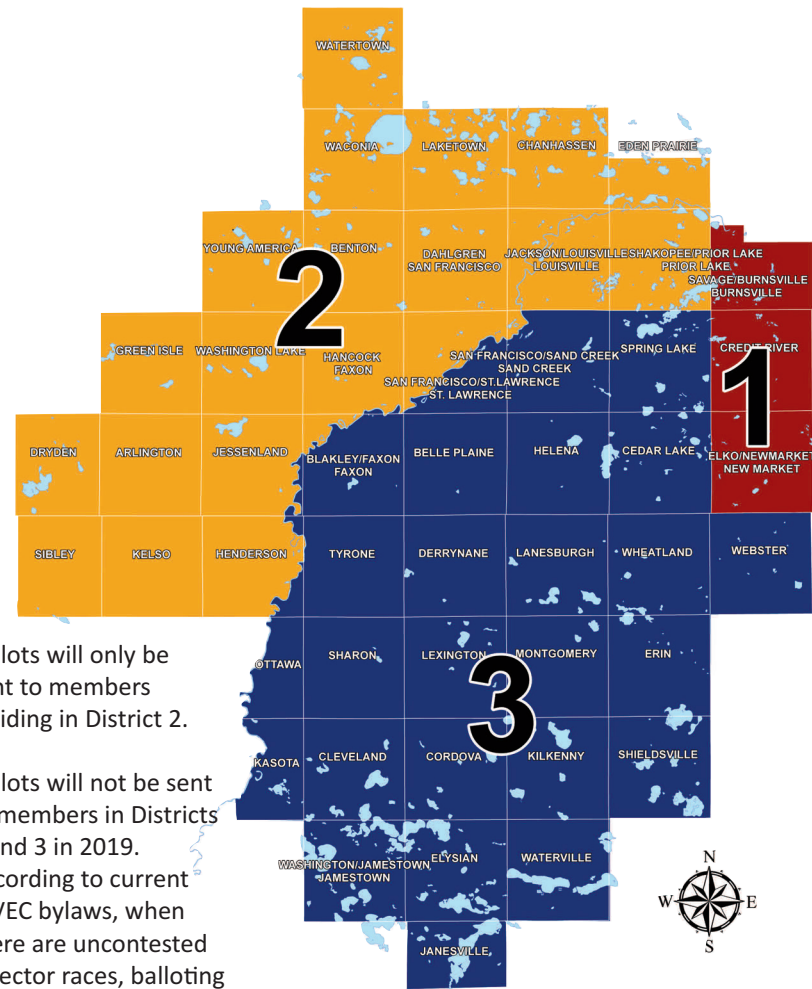 WATERTOWN
WACONIA
LAKETOWN
CHANHASSEN
EDEN PRAIRIE
YOUNG AMERICA
BENTON
DAHLGREN
SAN FRANCISCO
JACKSON/LOUISVILLE
LOUISVILLE
SHAKOPEE/PRIOR LAKE
PRIOR LAKE
SAVAGE/BURNSVILLE
BURNSVILLE
2
GREEN ISLE
WASHINGTON LAKE
HANCOCK
FAXON
SAN FRANCISCO/SAND CREEK
SAND CREEK
SAN FRANCISCO/ST.LAWRENCE
ST. LAWRENCE
SPRING LAKE
CREDIT RIVER
1
DRYDEN
ARLINGTON
JESSENLAND
BLAKLEY/FAXON
FAXON
BELLE PLAINE
HELENA
CEDAR LAKE
ELKO/NEWMARKET
NEW MARKET
SIBLEY
KELSO
HENDERSON
TYRONE
DERRYNANE
LANESBURGH
WHEATLAND
WEBSTER
OTTAWA
SHARON
LEXINGTON
MONTGOMERY
ERIN
3
KASOTA
CLEVELAND
CORDOVA
KILKENNY
SHIELDSVILLE
WASHINGTON/JAMESTOWN
JAMESTOWN
ELYSIAN
WATERVILLE
JANESVILLE
lots will only be
nt to members
iding in District 2.
lots will not be sent
members in Districts
nd 3 in 2019.
cording to current
VEC bylaws, when
ere are uncontested
ector races, balloting
N
W E
S